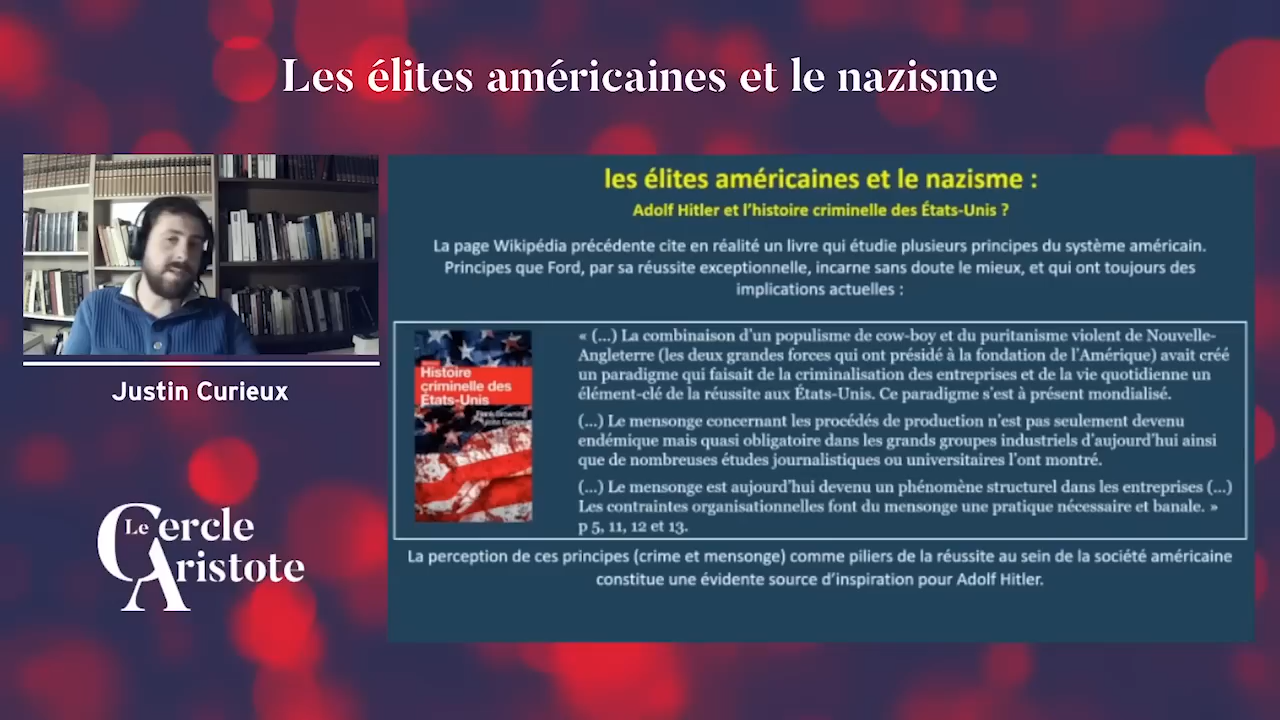 Les élites américaines et le nazisme
les élites américaines et le nazisme :
Adolf Hitler et l'histoire criminelle des États-Unis ?
La page Wikipédia précédente cite en réalité un livre qui étudie plusieurs principes du système américain.
Principes que Ford, par sa réussite exceptionnelle, incarne sans doute le mieux, et qui ont toujours des
implications actuelles :
Histoire
criminelle des
États-Unis
Frank Browning
John Gerassi
« (...) La combinaison d'un populisme de cow-boy et du puritanisme violent de Nouvelle-
Angleterre (les deux grandes forces qui ont présidé à la fondation de l'Amérique) avait créé
un paradigme qui faisait de la criminalisation des entreprises et de la vie quotidienne un
élément-clé de la réussite aux États-Unis. Ce paradigme s'est à présent mondialisé.
(...) Le mensonge concernant les procédés de production n'est pas seulement devenu
endémique mais quasi obligatoire dans les grands groupes industriels d'aujourd'hui ainsi
que de nombreuses études journalistiques ou universitaires l'ont montré.
(...) Le mensonge est aujourd'hui devenu un phénomène structurel dans les entreprises (...)
Les contraintes organisationnelles font du mensonge une pratique nécessaire et banale. »
p 5, 11, 12 et 13.
La perception de ces principes (crime et mensonge) comme piliers de la réussite au sein de la société américaine
constitue une évidente source d'inspiration pour Adolf Hitler.
Justin Curieux
Le Cercle
Aristote